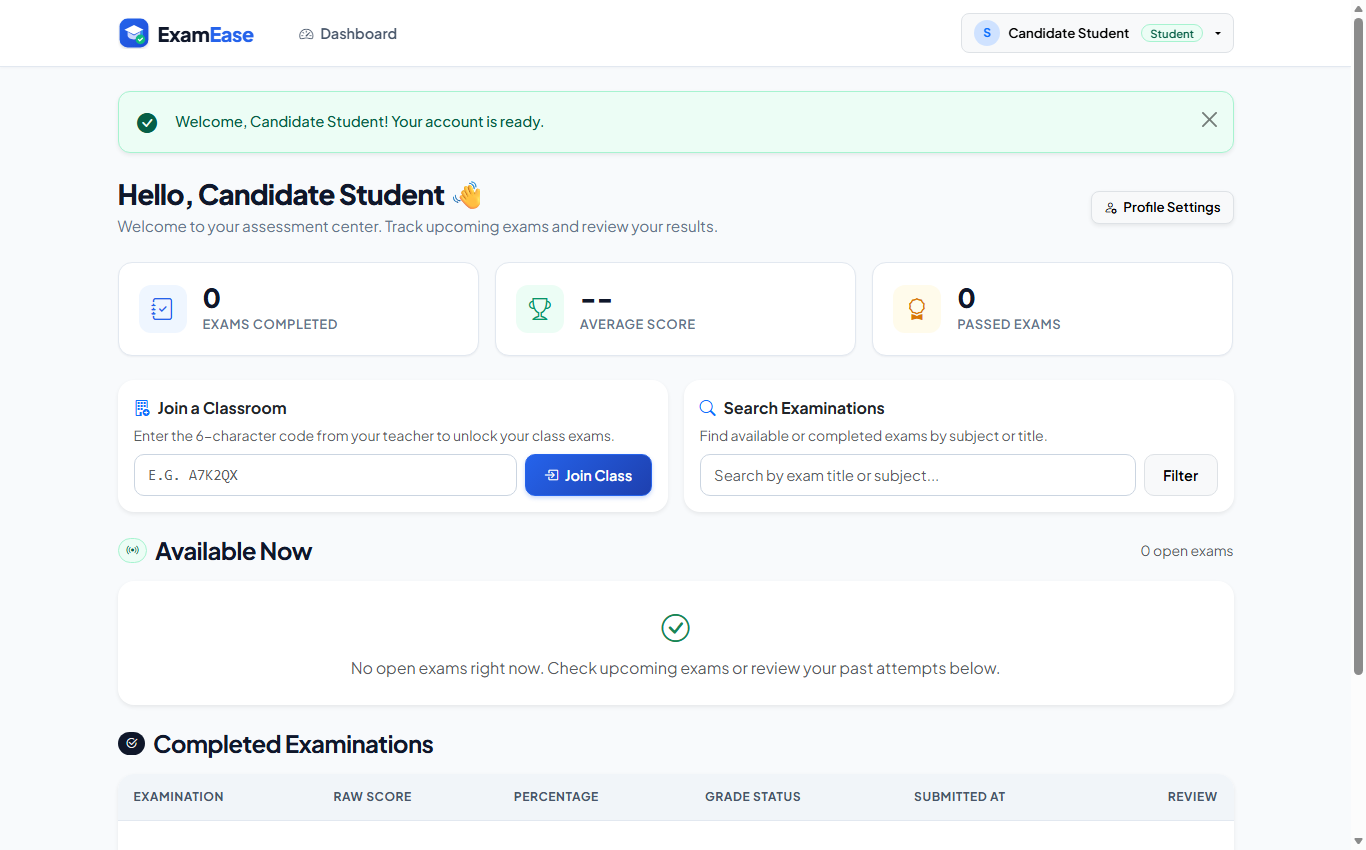 ExamEase
Dashboard
S Candidate Student Student
Welcome, Candidate Student! Your account is ready.
Hello, Candidate Student 👋
Welcome to your assessment center. Track upcoming exams and review your results.
Profile Settings
0
EXAMS COMPLETED
--
AVERAGE SCORE
0
PASSED EXAMS
Join a Classroom
Enter the 6-character code from your teacher to unlock your class exams.
E.G. A7K2QX
Join Class
Search Examinations
Find available or completed exams by subject or title.
Search by exam title or subject...
Filter
Available Now
0 open exams
No open exams right now. Check upcoming exams or review your past attempts below.
Completed Examinations
EXAMINATION RAW SCORE PERCENTAGE GRADE STATUS SUBMITTED AT REVIEW